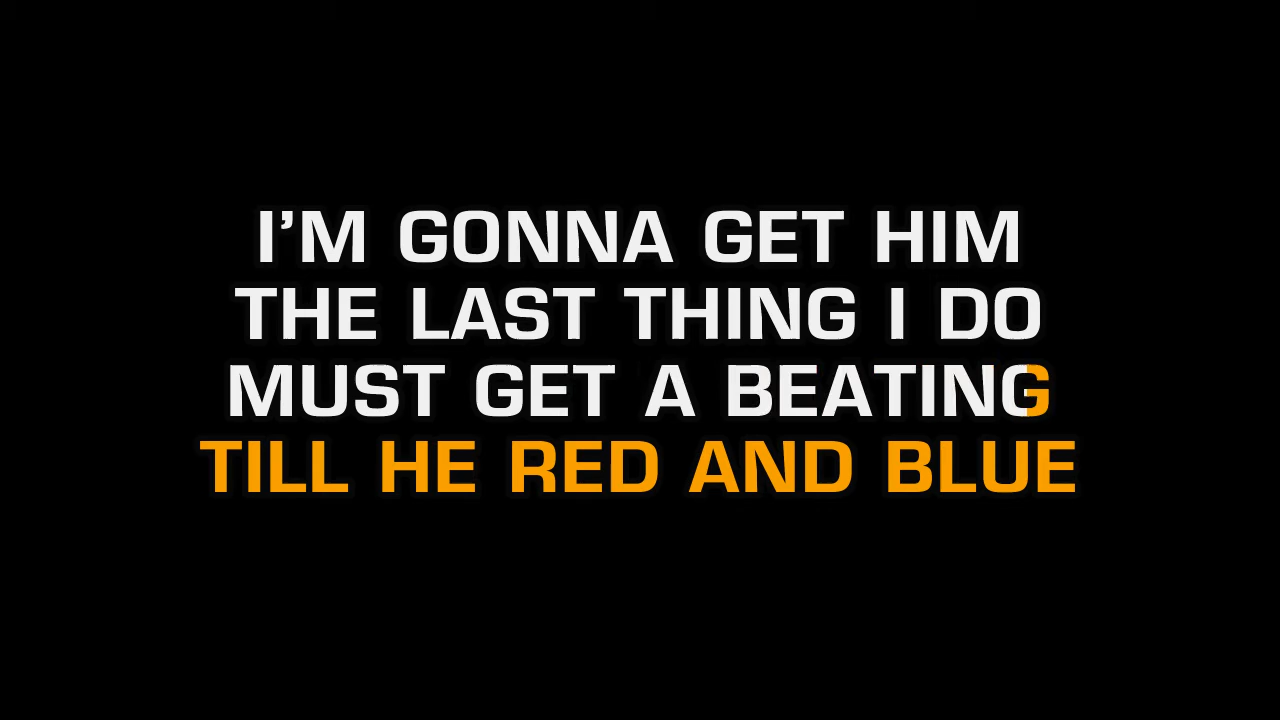 I’M GONNA GET HIM
THE LAST THING I DO
MUST GET A BEATING
TILL HE RED AND BLUE